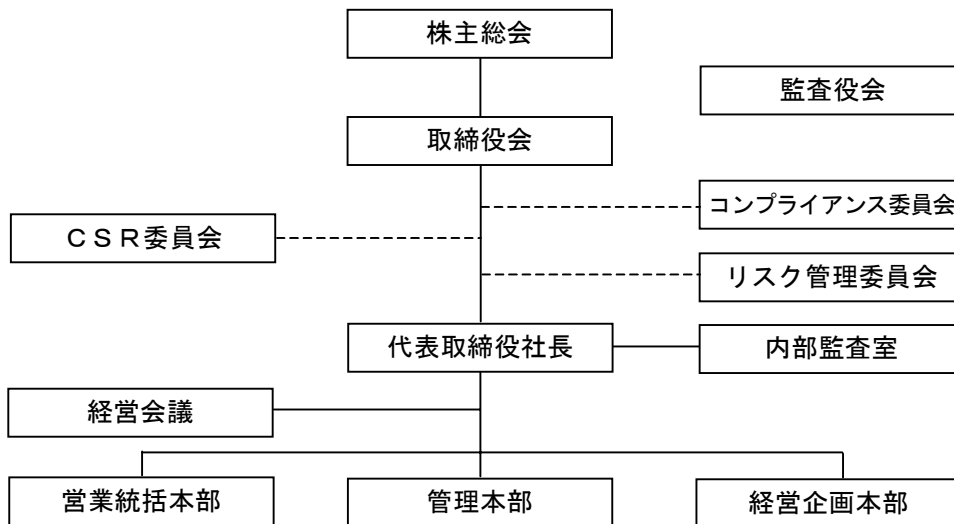 株主総会
監査役会
取締役会
コンプライアンス委員会
ＣＳＲ委員会
リスク管理委員会
代表取締役社長
内部監査室
経営会議
営業統括本部
管理本部
経営企画本部